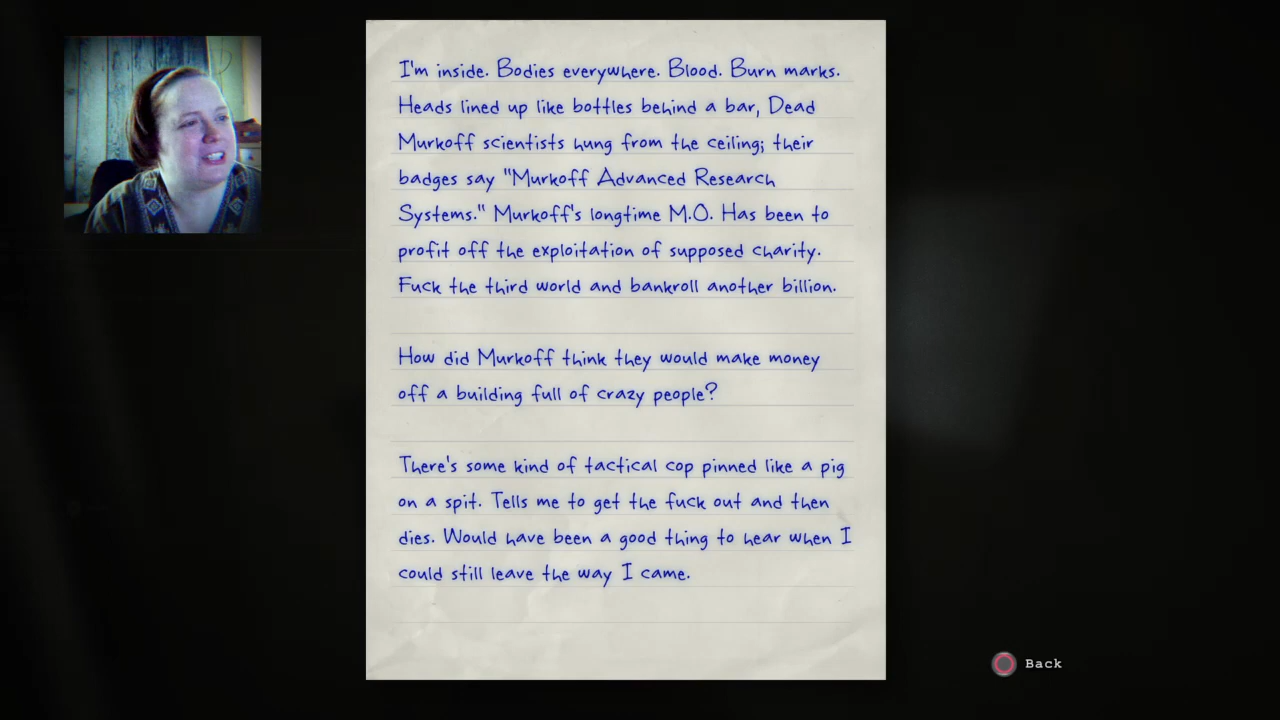 I'm inside. Bodies everywhere. Blood. Burn marks.
Heads lined up like bottles behind a bar, Dead
Murkoff scientists hung from the ceiling; their
badges say "Murkoff Advanced Research
Systems." Murkoff's longtime M.O. Has been to
profit off the exploitation of supposed charity.
Fuck the third world and bankroll another billion.
How did Murkoff think they would make money
off a building full of crazy people?
There's some kind of tactical cop pinned like a pig
on a spit. Tells me to get the fuck out and then
dies. Would have been a good thing to hear when I
could still leave the way I came.
Back